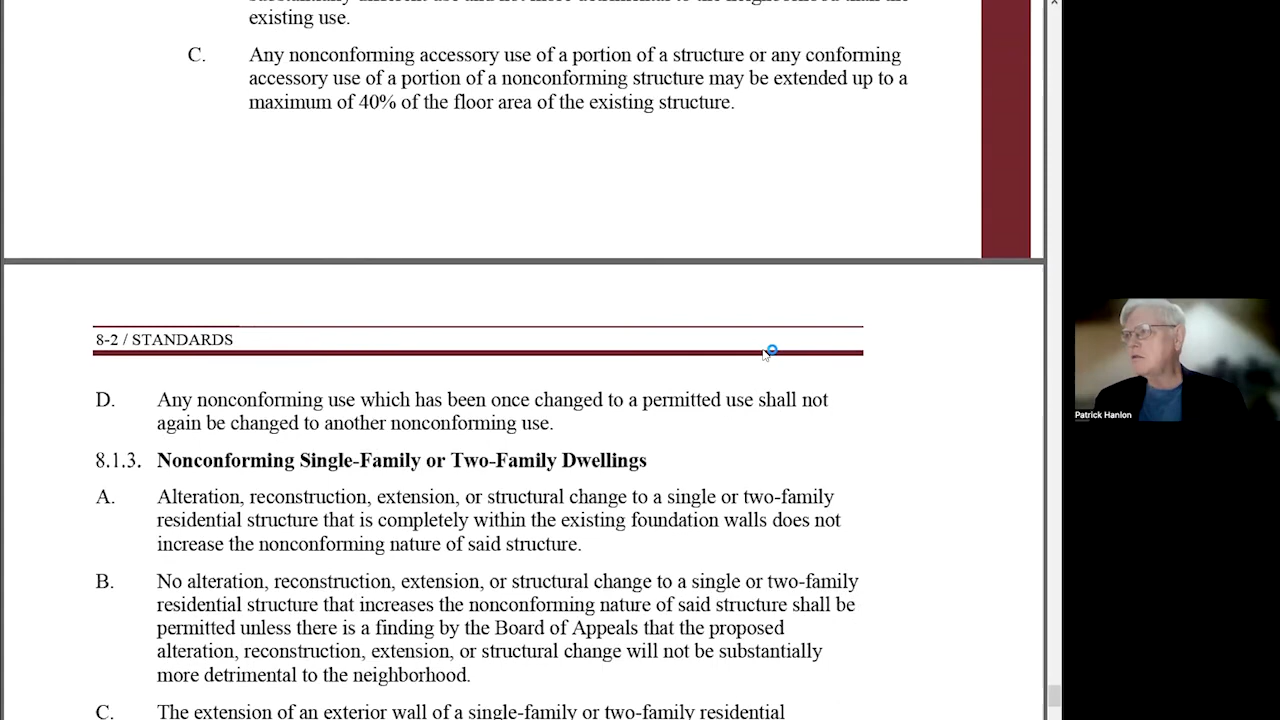 existing use.
C. Any nonconforming accessory use of a portion of a structure or any conforming
accessory use of a portion of a nonconforming structure may be extended up to a
maximum of 40% of the floor area of the existing structure.
8-2 / STANDARDS
D. Any nonconforming use which has been once changed to a permitted use shall not
again be changed to another nonconforming use.
8.1.3. Nonconforming Single-Family or Two-Family Dwellings
A. Alteration, reconstruction, extension, or structural change to a single or two-family
residential structure that is completely within the existing foundation walls does not
increase the nonconforming nature of said structure.
B. No alteration, reconstruction, extension, or structural change to a single or two-family
residential structure that increases the nonconforming nature of said structure shall be
permitted unless there is a finding by the Board of Appeals that the proposed
alteration, reconstruction, extension, or structural change will not be substantially
more detrimental to the neighborhood.
C. The extension of an exterior wall of a single-family or two-family residential
Patrick Hanlon